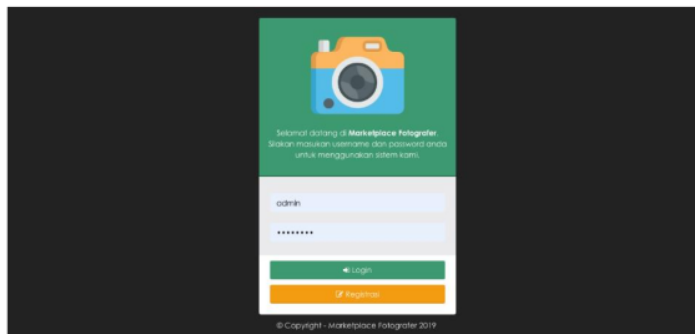 Selamat datang di Marketplace Fotografer.
Silakan masukan username dan password anda
untuk menggunakan sistem kami.
admin
••••••••
Login
Registrasi
© Copyright - Marketplace Fotografer 2019